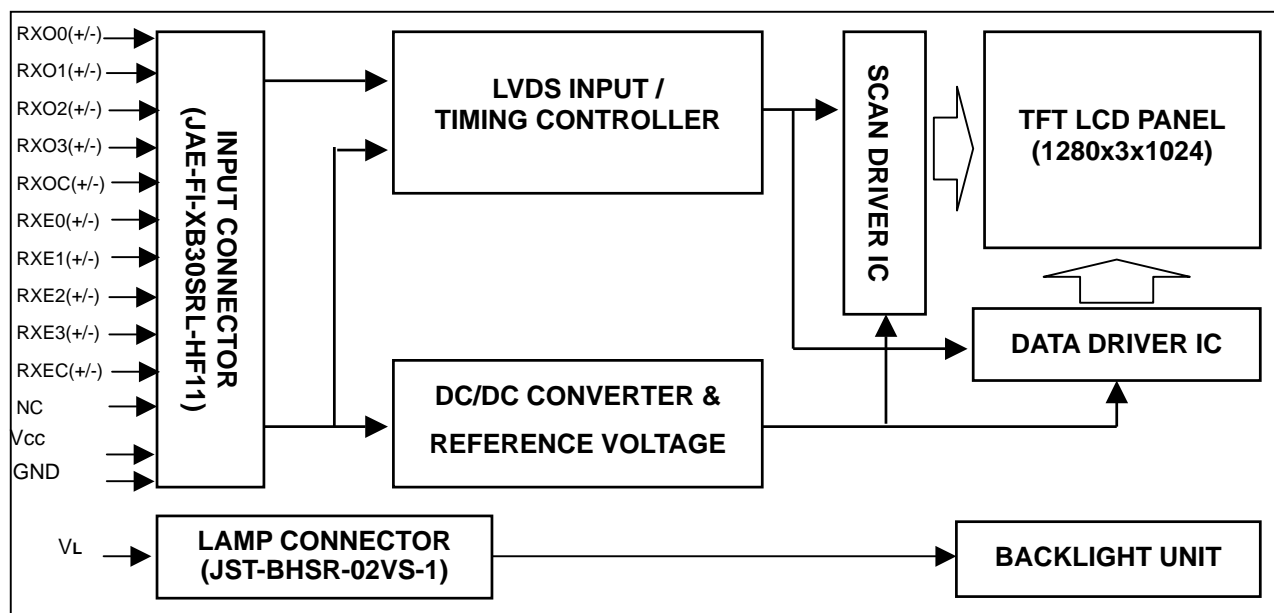 RXO0(+/-)
RXO1(+/-)
RXO2(+/-)
RXO3(+/-)
RXOC(+/-)
RXE0(+/-)
RXE1(+/-)
RXE2(+/-)
RXE3(+/-)
RXEC(+/-)
NC
Vcc
GND
VL
INPUT CONNECTOR
(JAE-FI-XB30SRL-HF11)
LVDS INPUT /
TIMING CONTROLLER
SCAN DRIVER IC
TFT LCD PANEL
(1280x3x1024)
DATA DRIVER IC
DC/DC CONVERTER &
REFERENCE VOLTAGE
LAMP CONNECTOR
(JST-BHSR-02VS-1)
BACKLIGHT UNIT